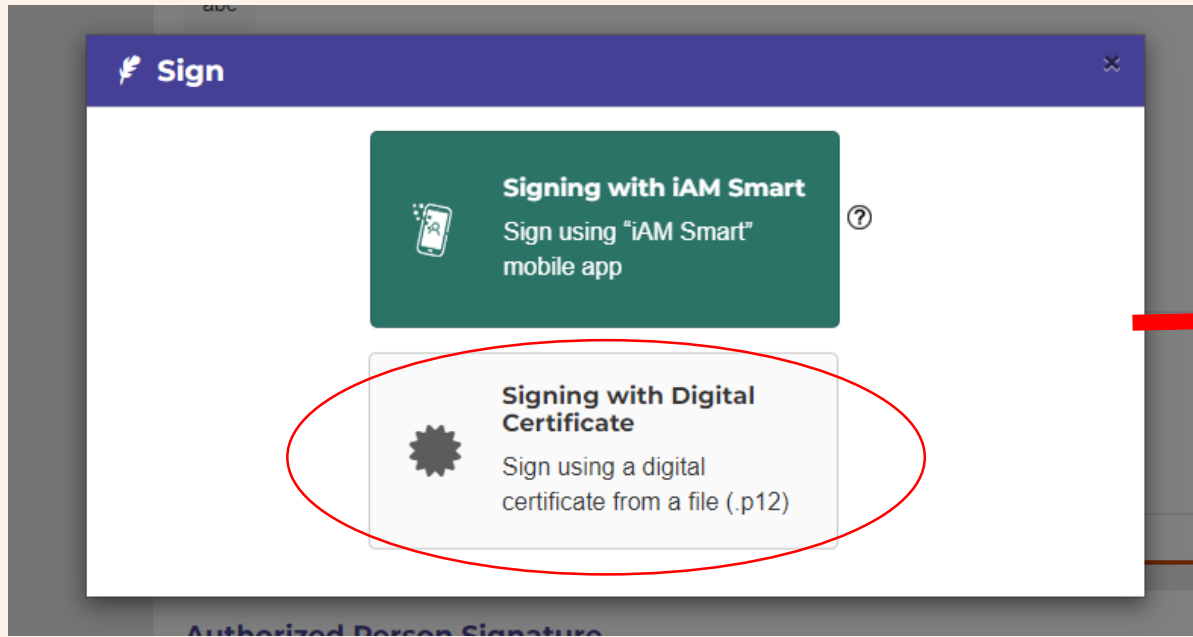 abc
Sign
Signing with iAM Smart
Sign using “iAM Smart”
mobile app
Signing with Digital
Certificate
Sign using a digital
certificate from a file (.p12)
Authorized Person Signature